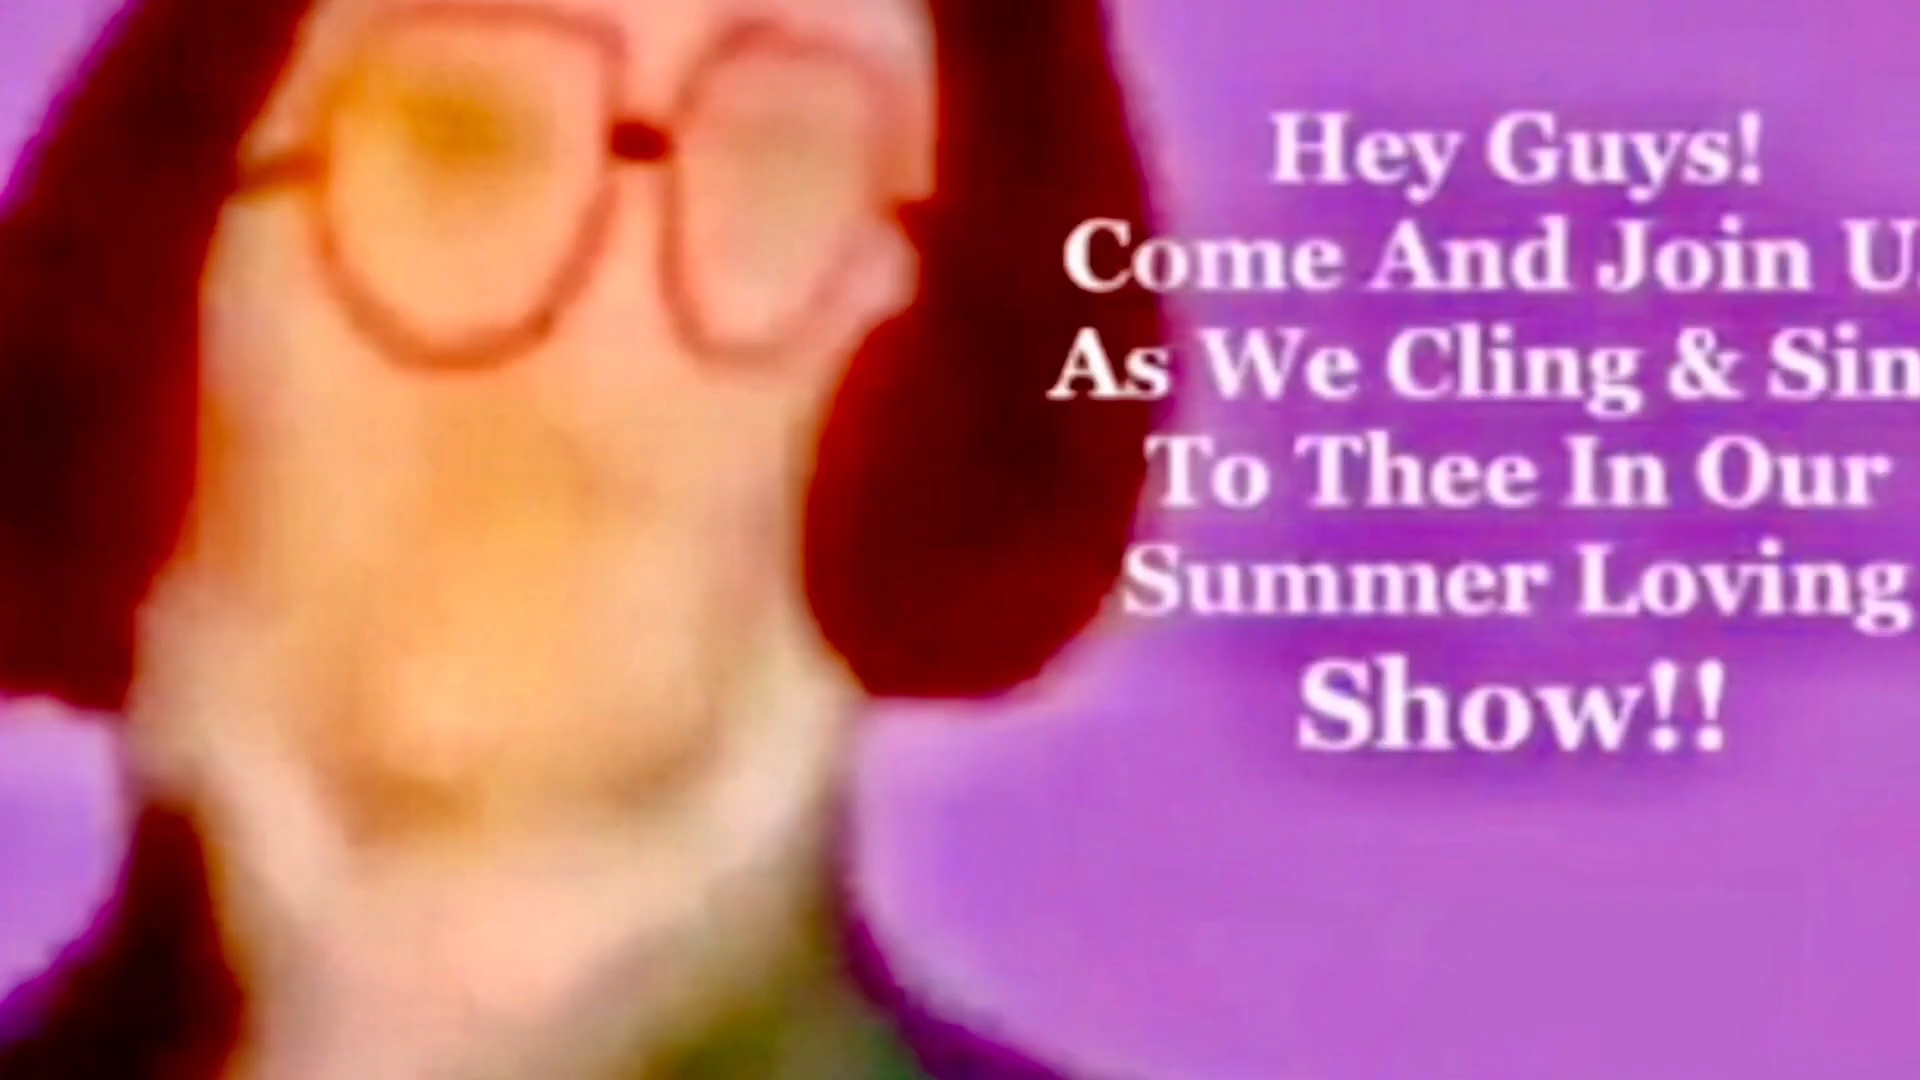 Hey Guys!
Come And Join
As We Cling &
To Thee In Our
Summer Loving
Show!!